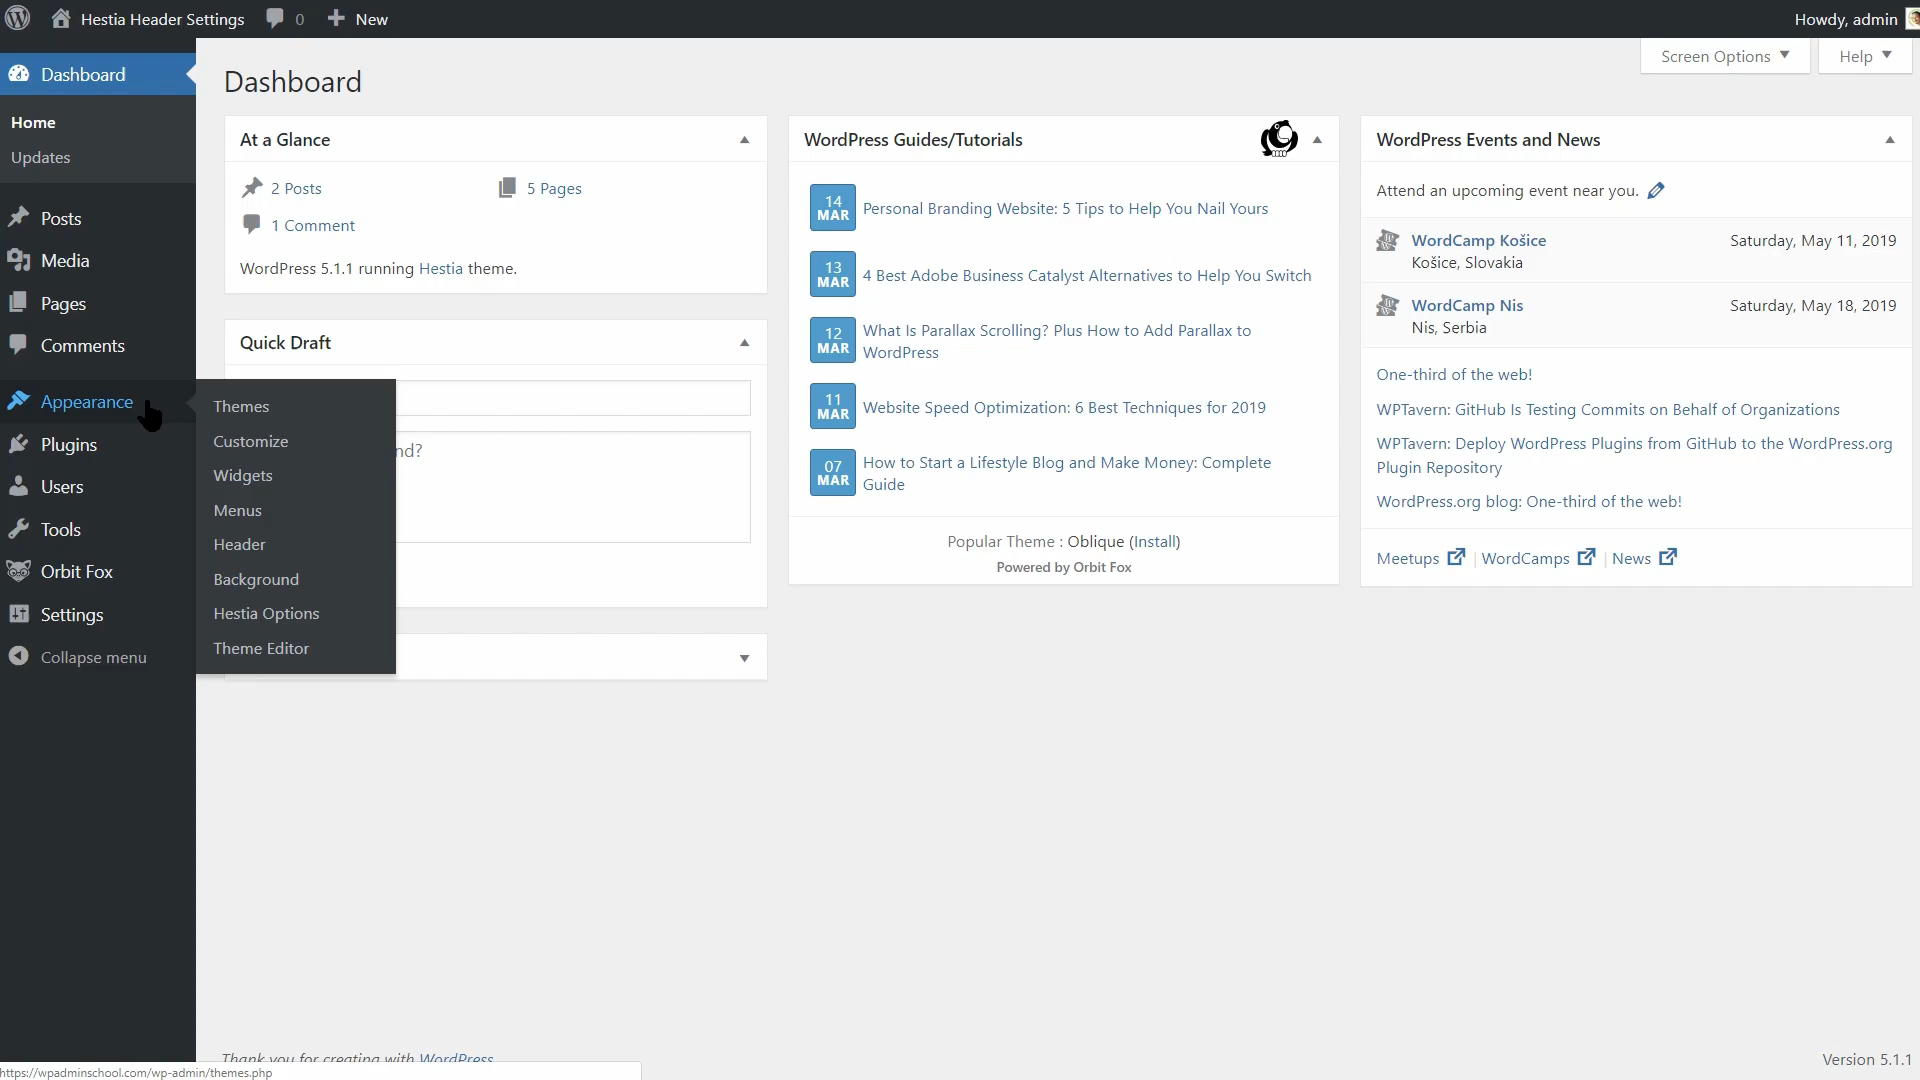 Hestia Header Settings
0
New
Howdy, admin
Screen Options
Help
Dashboard
Home
Updates
Posts
Media
Pages
Comments
Appearance
Plugins
Users
Tools
Orbit Fox
Settings
Collapse menu
Themes
Customize
Widgets
Menus
Header
Background
Hestia Options
Theme Editor
Dashboard
At a Glance
2 Posts
5 Pages
1 Comment
WordPress 5.1.1 running Hestia theme.
Quick Draft
nd?
WordPress Guides/Tutorials
14
MAR
Personal Branding Website: 5 Tips to Help You Nail Yours
13
MAR
4 Best Adobe Business Catalyst Alternatives to Help You Switch
12
MAR
What Is Parallax Scrolling? Plus How to Add Parallax to
WordPress
11
MAR
Website Speed Optimization: 6 Best Techniques for 2019
07
MAR
How to Start a Lifestyle Blog and Make Money: Complete
Guide
Popular Theme : Oblique (Install)
Powered by Orbit Fox
WordPress Events and News
Attend an upcoming event near you.
WordCamp Košice
Saturday, May 11, 2019
Košice, Slovakia
WordCamp Nis
Saturday, May 18, 2019
Nis, Serbia
One-third of the web!
WPTavern: GitHub Is Testing Commits on Behalf of Organizations
WPTavern: Deploy WordPress Plugins from GitHub to the WordPress.org
Plugin Repository
WordPress.org blog: One-third of the web!
Meetups | WordCamps | News
Thank you for creating with WordPress
Version 5.1.1
https://wpadminschool.com/wp-admin/themes.php